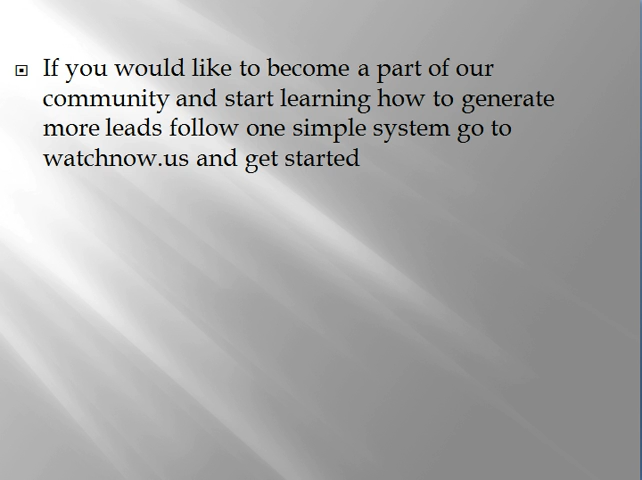 If you would like to become a part of our
community and start learning how to generate
more leads follow one simple system go to
watchnow.us and get started